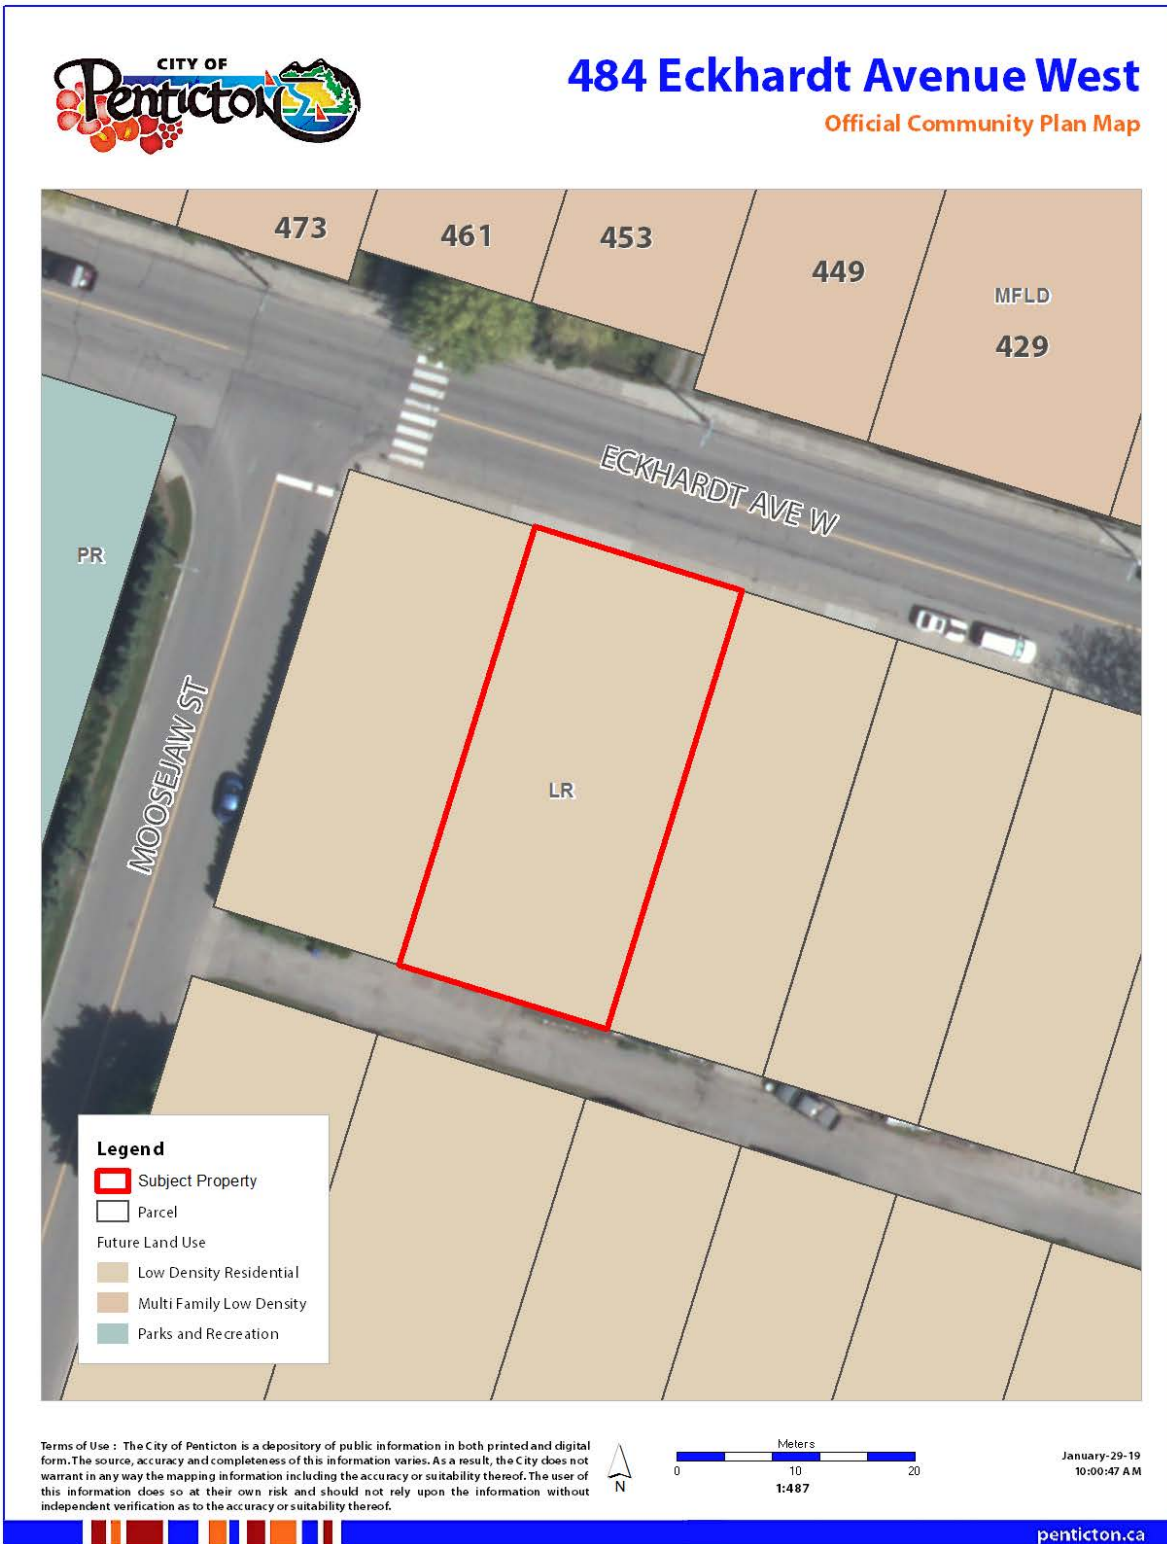 CITY OF
Penticton
484 Eckhardt Avenue West
Official Community Plan Map
473
461
453
449
MFLD
429
ECKHARDT AVE W
PR
MOOSEJAW ST
LR
Legend
Subject Property
Parcel
Future Land Use
Low Density Residential
Multi Family Low Density
Parks and Recreation
Terms of Use : The City of Penticton is a depository of public information in both printed and digital
form. The source, accuracy and completeness of this information varies. As a result, the City does not
warrant in any way the mapping information including the accuracy or suitability thereof. The user of
this information does so at their own risk and should not rely upon the information without
independent verification as to the accuracy or suitability thereof.
N
Meters
0 10 20
1:487
January-29-19
10:00:47 AM
penticton.ca